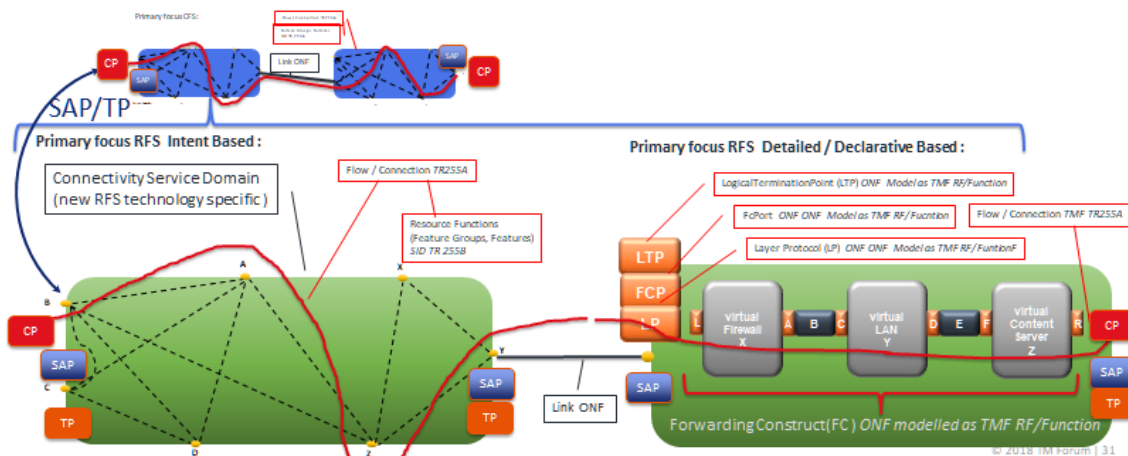 Primary focus CFS:
CP
SAP
Link ONF
SAP
CP
SAP/TP
Primary focus RFS Intent Based :
Primary focus RFS Detailed / Declarative Based :
Connectivity Service Domain
(new RFS technology specific)
Flow / Connection TR255A
Resource Functions
(Feature Groups, Features)
SID TR 255B
LogicalTerminationPoint (LTP) ONF Model as TMF RF/Function
FcPort ONF ONF Model as TMF RF/Fucntion
Flow / Connection TMF TR255A
Layer Protocol (LP) ONF ONF Model as TMF RF/FuntionF
LTP
FCP
LP
A
X
B
CP
SAP
C
TP
D
Z
Y
SAP
TP
Link ONF
SAP
L
virtual
Firewall
X
A
B
C
virtual
LAN
Y
D
E
F
virtual
Content
Server
Z
R
CP
SAP
TP
Forwarding Construct(FC) ONF modelled as TMF RF/Function
© 2018 TM Forum | 31